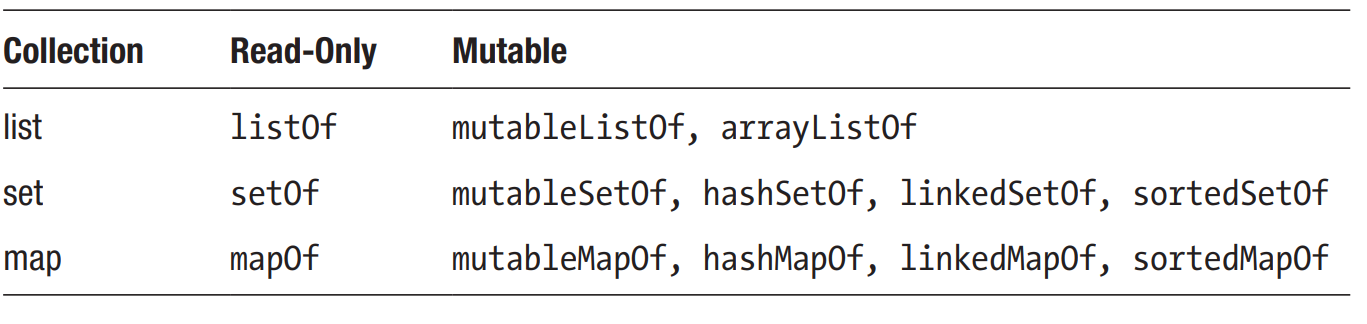 Collection Read-Only Mutable
list listOf mutableListOf, arrayListOf
set setOf mutableSetOf, hashSetOf, linkedSetOf, sortedSetOf
map mapOf mutableMapOf, hashMapOf, linkedMapOf, sortedMapOf